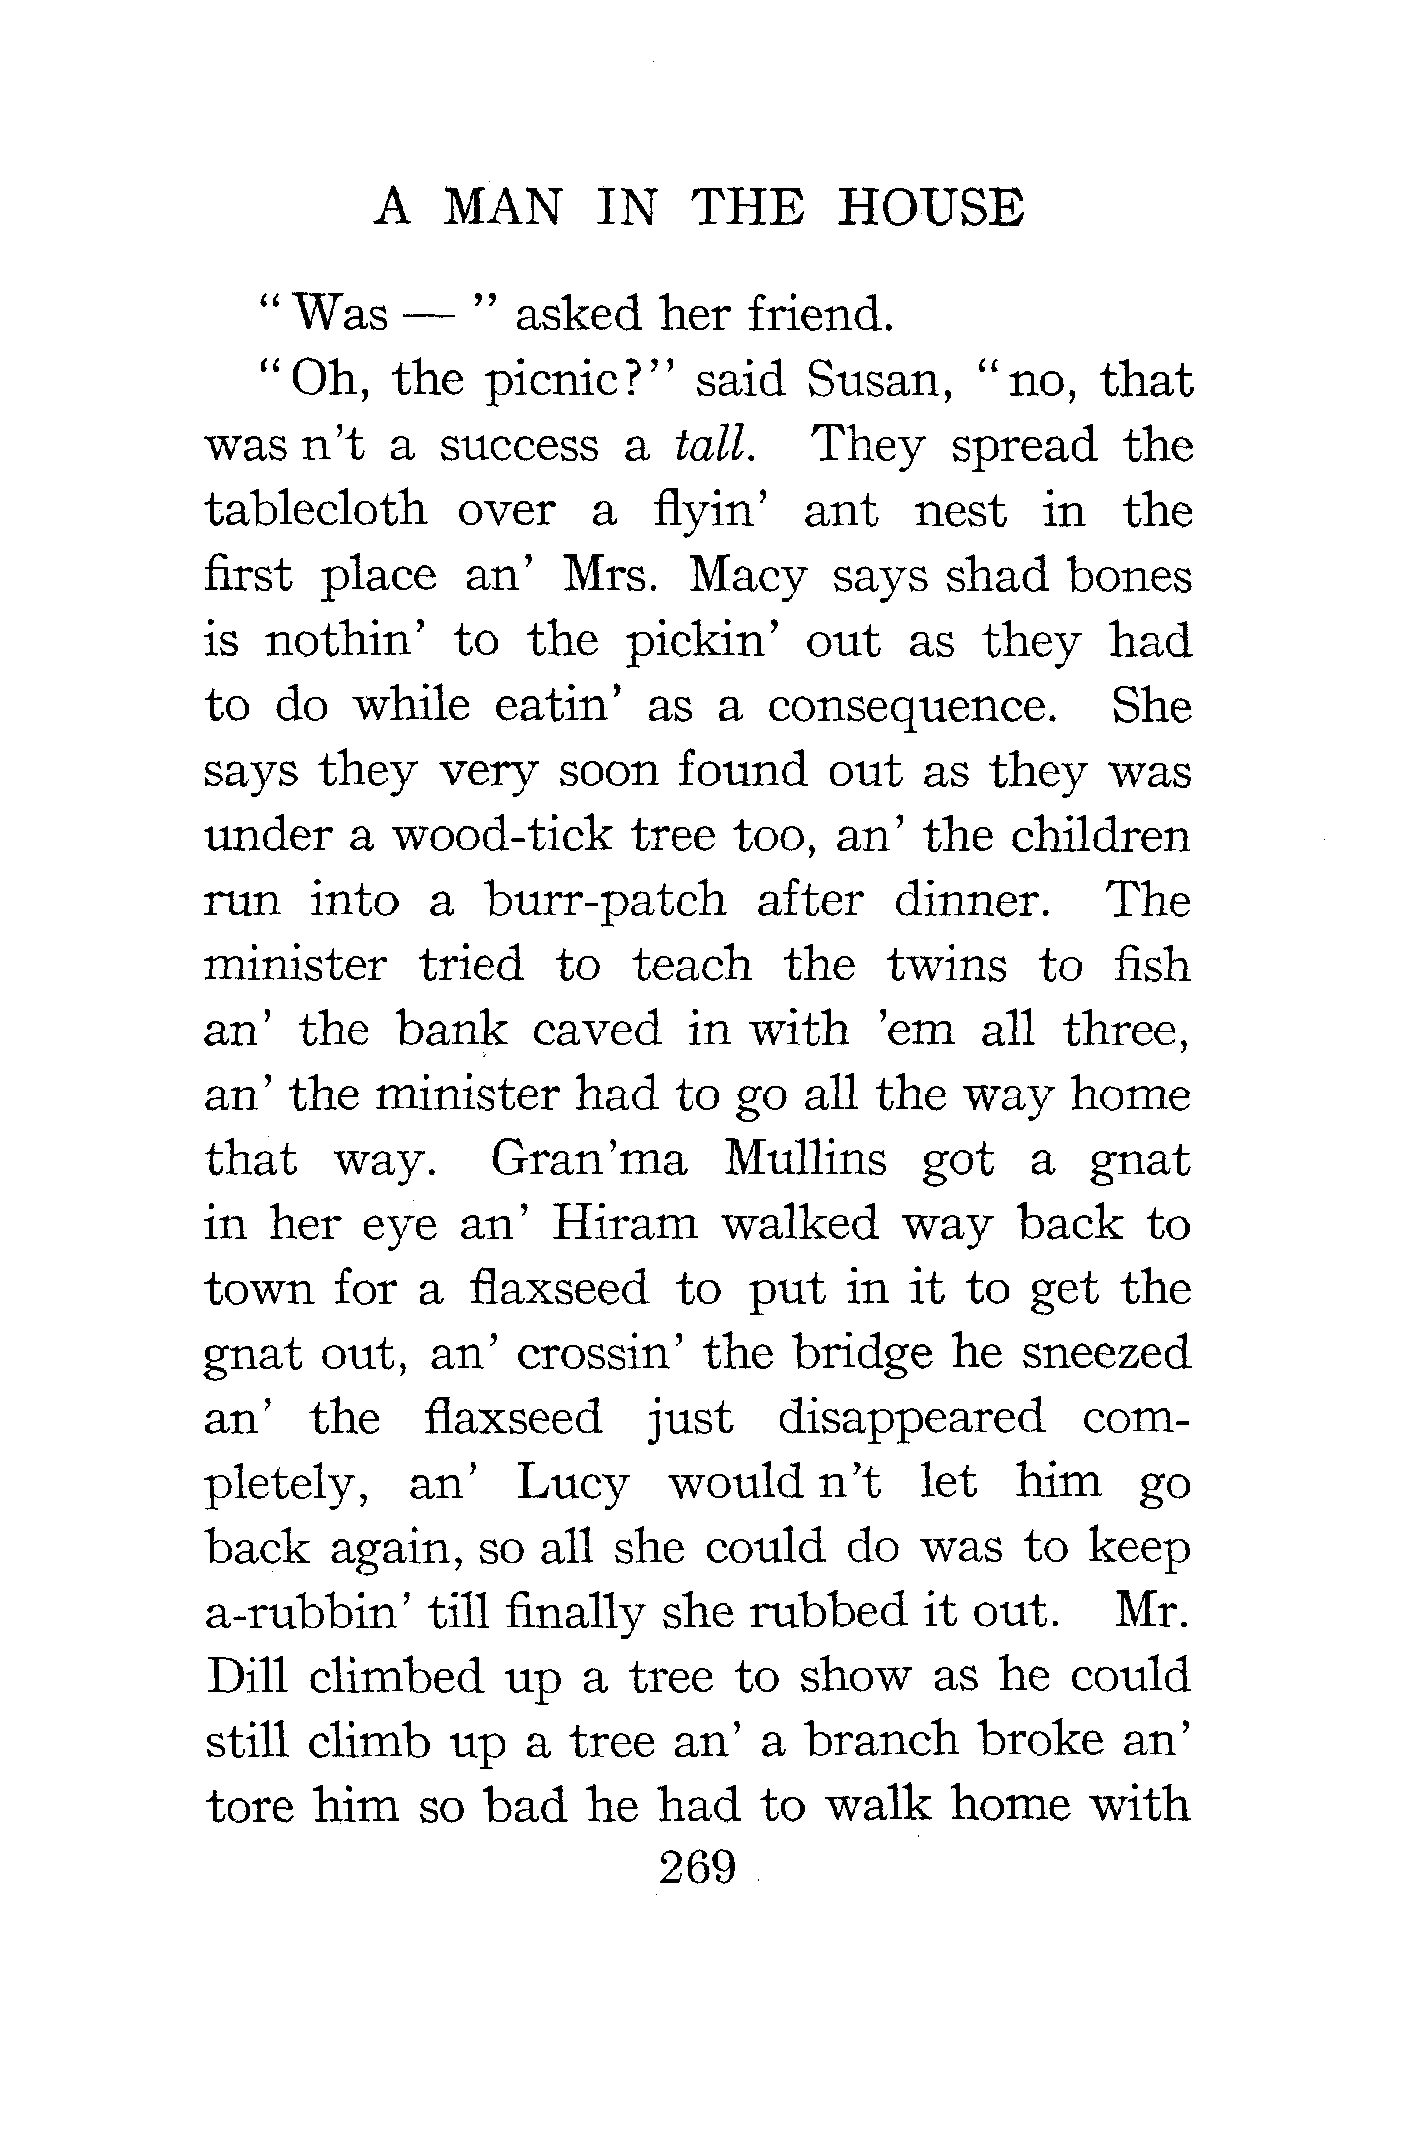 A MAN IN THE HOUSE
“Was — ” asked her friend.
“Oh, the picnic?” said Susan, “no, that
was n’t a success a tall. They spread the
tablecloth over a flyin’ ant nest in the
first place an’ Mrs. Macy says shad bones
is nothin’ to the pickin’ out as they had
to do while eatin’ as a consequence. She
says they very soon found out as they was
under a wood-tick tree too, an’ the children
run into a burr-patch after dinner. The
minister tried to teach the twins to fish
an’ the bank caved in with ’em all three,
an’ the minister had to go all the way home
that way. Gran’ma Mullins got a gnat
in her eye an’ Hiram walked way back to
town for a flaxseed to put in it to get the
gnat out, an’ crossin’ the bridge he sneezed
an’ the flaxseed just disappeared com-
pletely, an’ Lucy would n’t let him go
back again, so all she could do was to keep
a-rubbin’ till finally she rubbed it out. Mr.
Dill climbed up a tree to show as he could
still climb up a tree an’ a branch broke an’
tore him so bad he had to walk home with
269